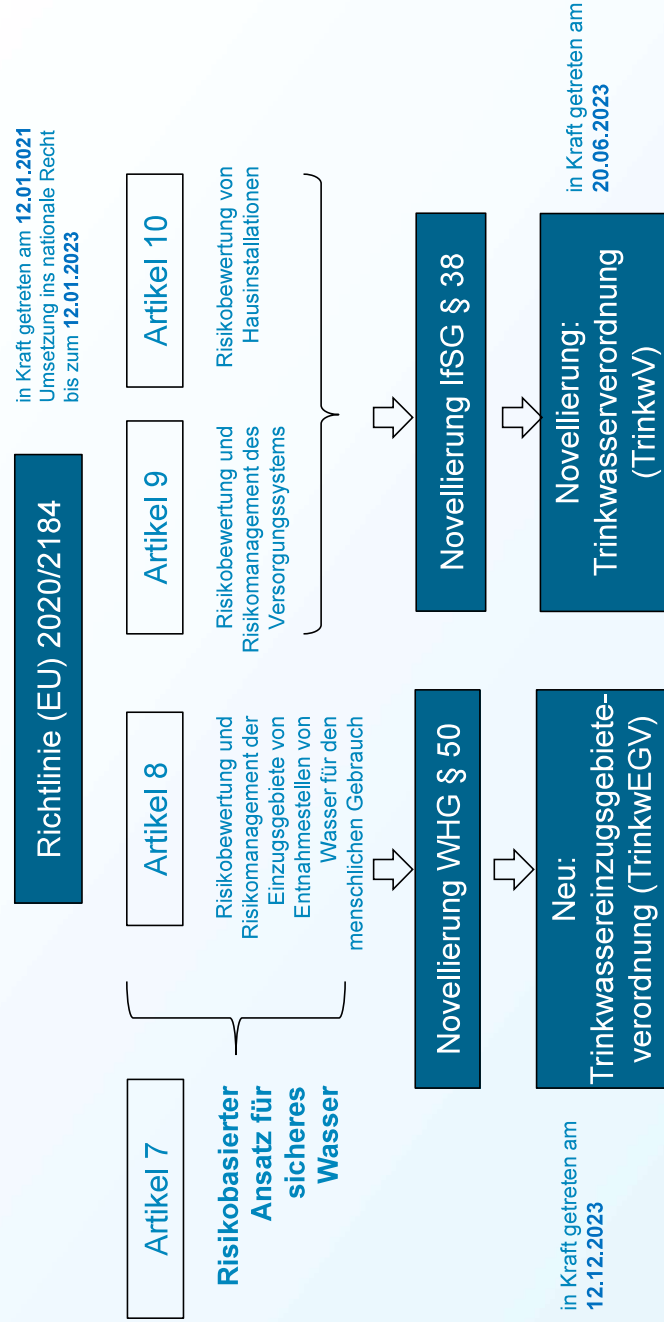 Richtlinie (EU) 2020/2184
in Kraft getreten am 12.01.2021
Umsetzung ins nationale Recht
bis zum 12.01.2023
Artikel 7
Risikobasierter
Ansatz für
sicheres
Wasser
Artikel 8
Risikobewertung und
Risikomanagement der
Einzugsgebiete von
Entnahmestellen von
Wasser für den
menschlichen Gebrauch
Artikel 9
Risikobewertung und
Risikomanagement des
Versorgungssystems
Artikel 10
Risikobewertung von
Hausinstallationen
Novellierung WHG § 50
Novellierung IfSG § 38
in Kraft getreten am
12.12.2023
Neu:
Trinkwassereinzugsgebiete-
verordnung (TrinkwEGV)
Novellierung:
Trinkwasserverordnung
(TrinkwV)
in Kraft getreten am
20.06.2023